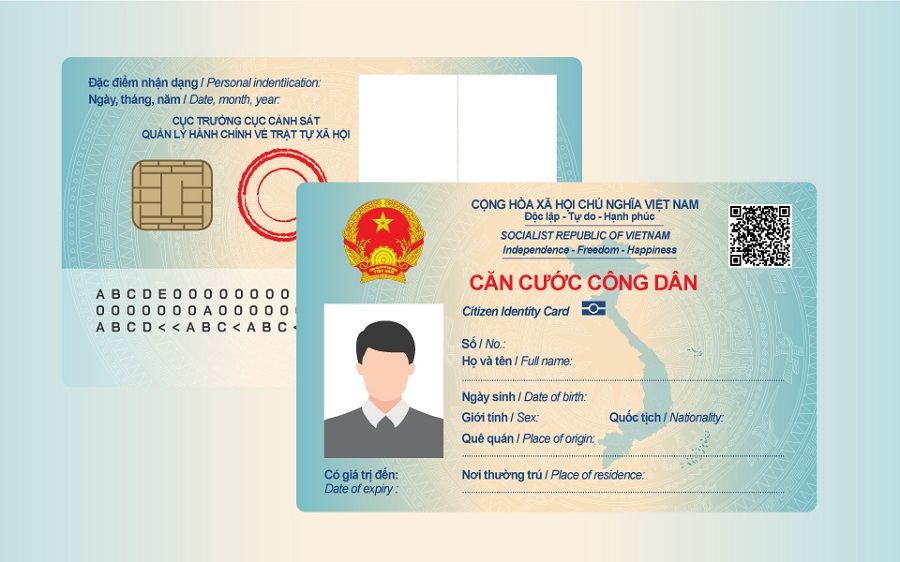 Đặc điểm nhận dạng / Personal indentiication:
Ngày, tháng, năm / Date, month, year:
CỤC TRƯỞNG CỤC CẢNH SÁT
QUẢN LÝ HÀNH CHÍNH VỀ TRẬT TỰ XÃ HỘI
A B C D E 0 0 0 0 0 0 0 0
0 0 0 0 0 0 0 A 0 0 0 0 0
A B C D < < A B C < A B C <
CỘNG HÒA XÃ HỘI CHỦ NGHĨA VIỆT NAM
Độc lập - Tự do - Hạnh phúc
SOCIALIST REPUBLIC OF VIETNAM
Independence - Freedom - Happiness
CĂN CƯỚC CÔNG DÂN
Citizen Identity Card
Số / No.:
Họ và tên / Full name:
Ngày sinh / Date of birth:
Giới tính / Sex:
Quốc tịch / Nationality:
Quê quán / Place of origin:
Có giá trị đến:
Date of expiry :
Nơi thường trú / Place of residence: